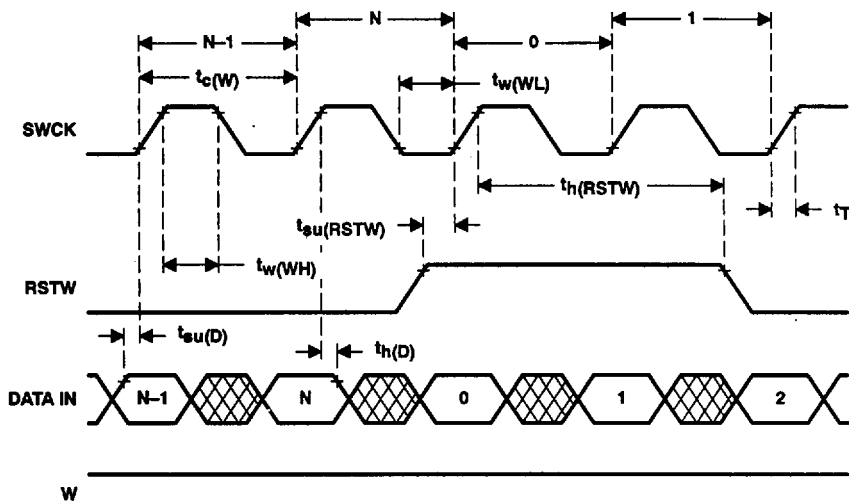 N–1
N
0
1
tc(W)
tw(WL)
SWCK
th(RSTW)
tsu(RSTW)
tT
tw(WH)
RSTW
tsu(D)
th(D)
DATA IN
N–1
N
0
1
2
W